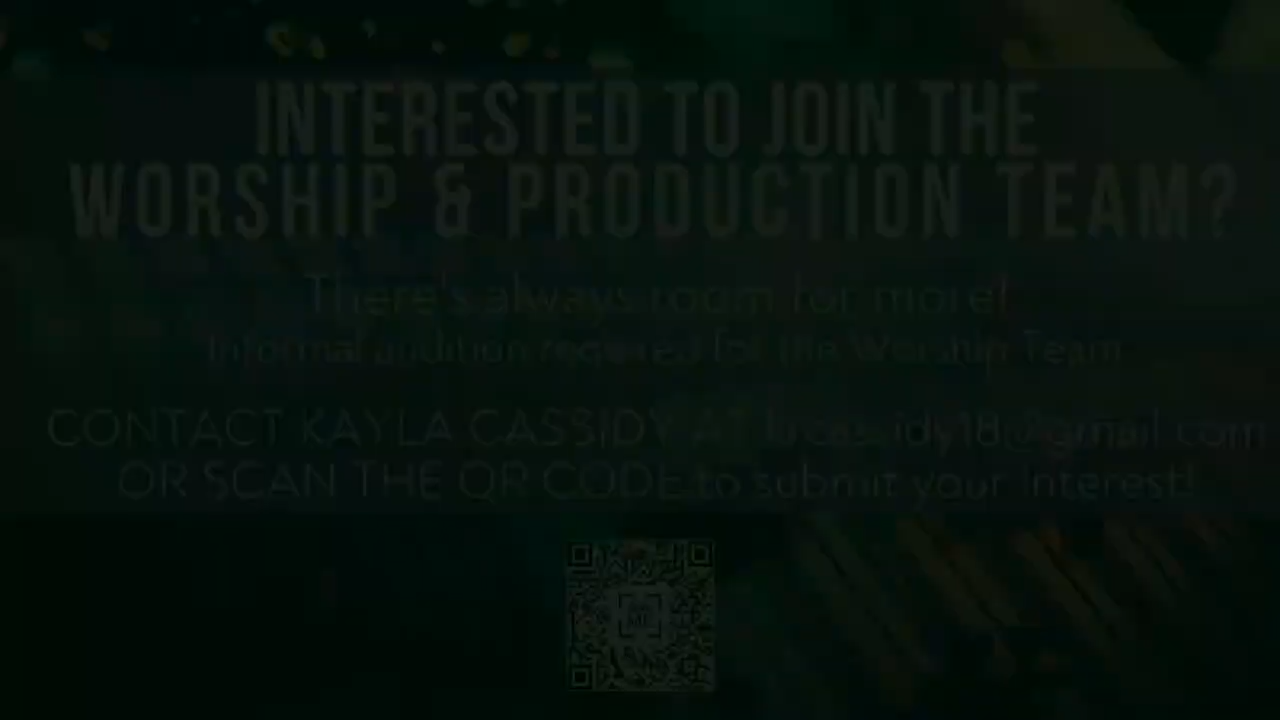 INTERESTED TO JOIN THE
WORSHIP & PRODUCTION TEAM?
There's always room for more!
Informal audition required for the Worship Team
CONTACT KAYLA CASSIDY AT
OR SCAN THE QR CODE to submit your interest!